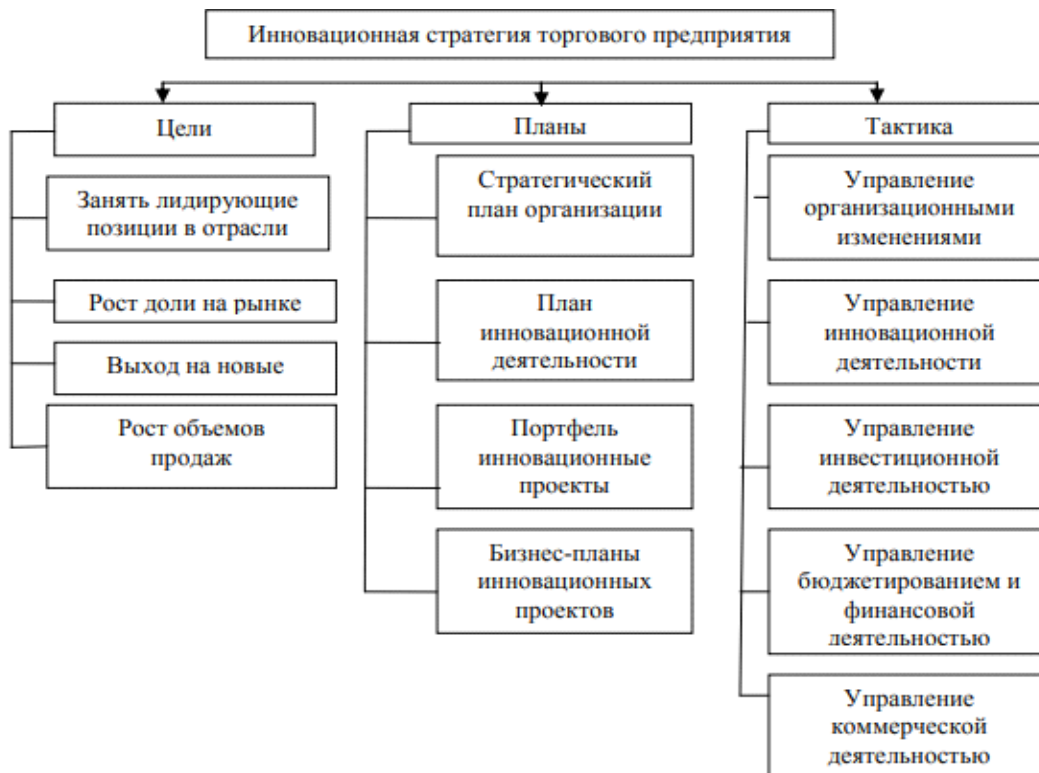 Инновационная стратегия торгового предприятия
Цели
Занять лидирующие
позиции в отрасли
Рост доли на рынке
Выход на новые
Рост объемов
продаж
Планы
Стратегический
план организации
План
инновационной
деятельности
Портфель
инновационные
проекты
Бизнес-планы
инновационных
проектов
Тактика
Управление
организационными
изменениями
Управление
инновационной
деятельности
Управление
инвестиционной
деятельностью
Управление
бюджетированием и
финансовой
деятельностью
Управление
коммерческой
деятельностью